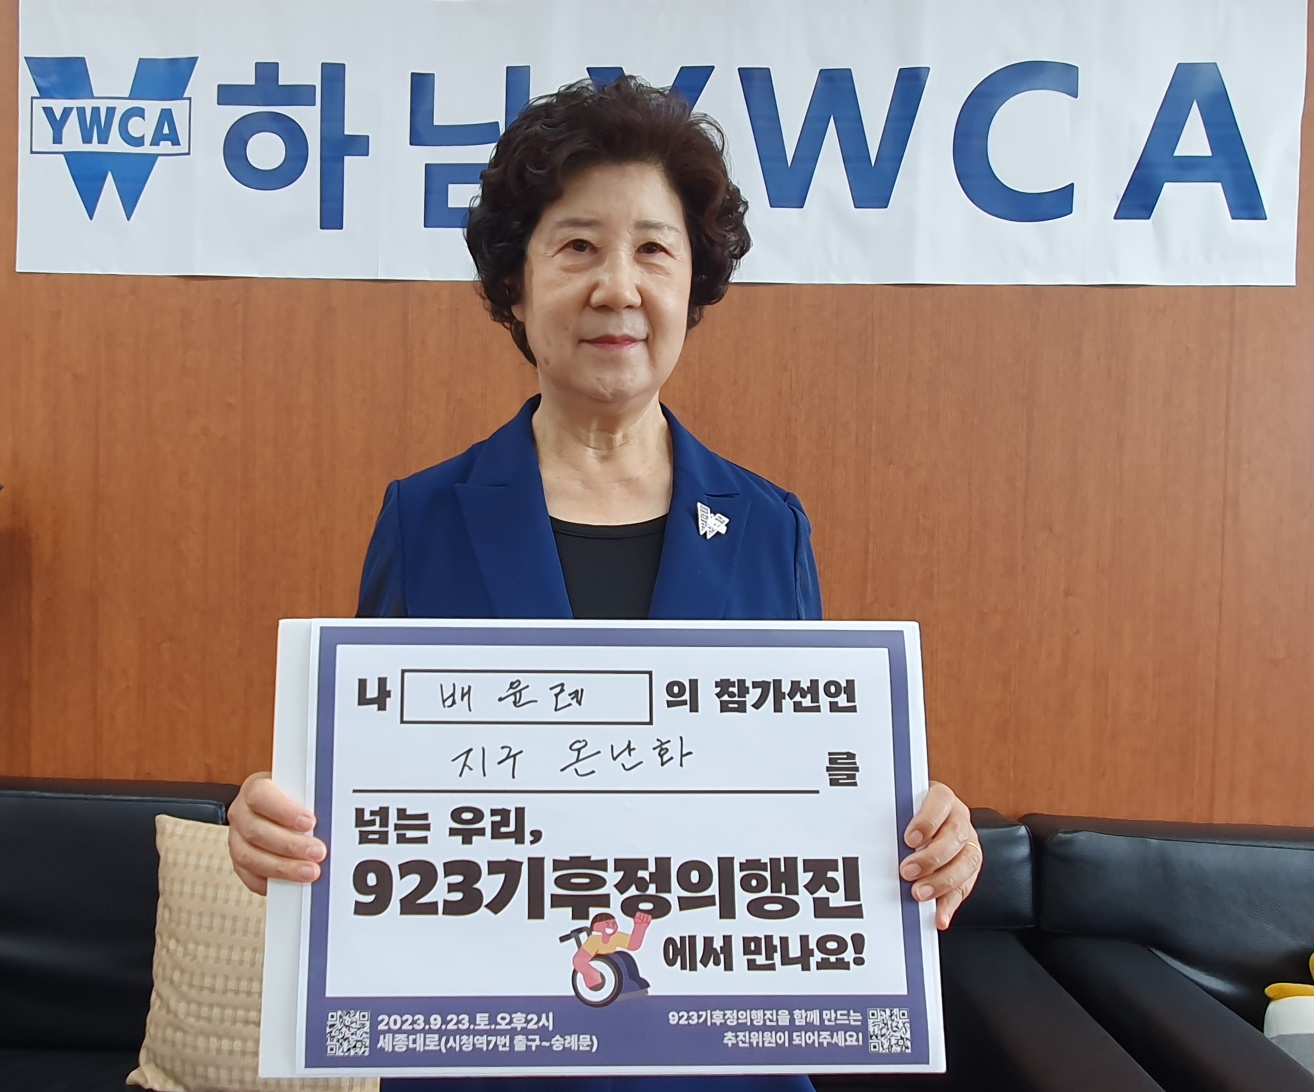 YWCA 하남YWCA
나 배윤례 의 참가선언
지구 온난화 를
넘는 우리,
923기후정의행진
에서 만나요!
2023.9.23.토.오후2시
세종대로(시청역7번 출구~숭례문)
923기후정의행진을 함께 만드는
추진위원이 되어주세요!